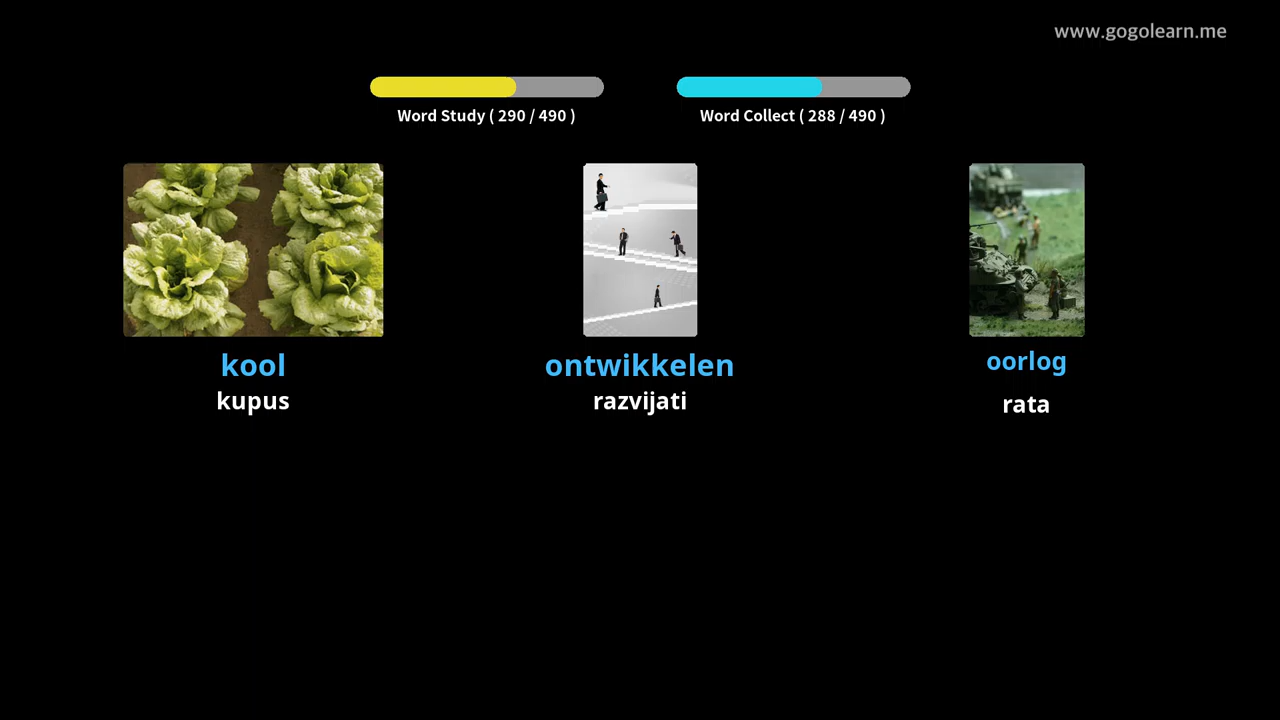 www.gogolearn.me
Word Study ( 290 / 490 )
Word Collect ( 288 / 490 )
kool
ontwikkelen
oorlog
kupus
razvijati
rata